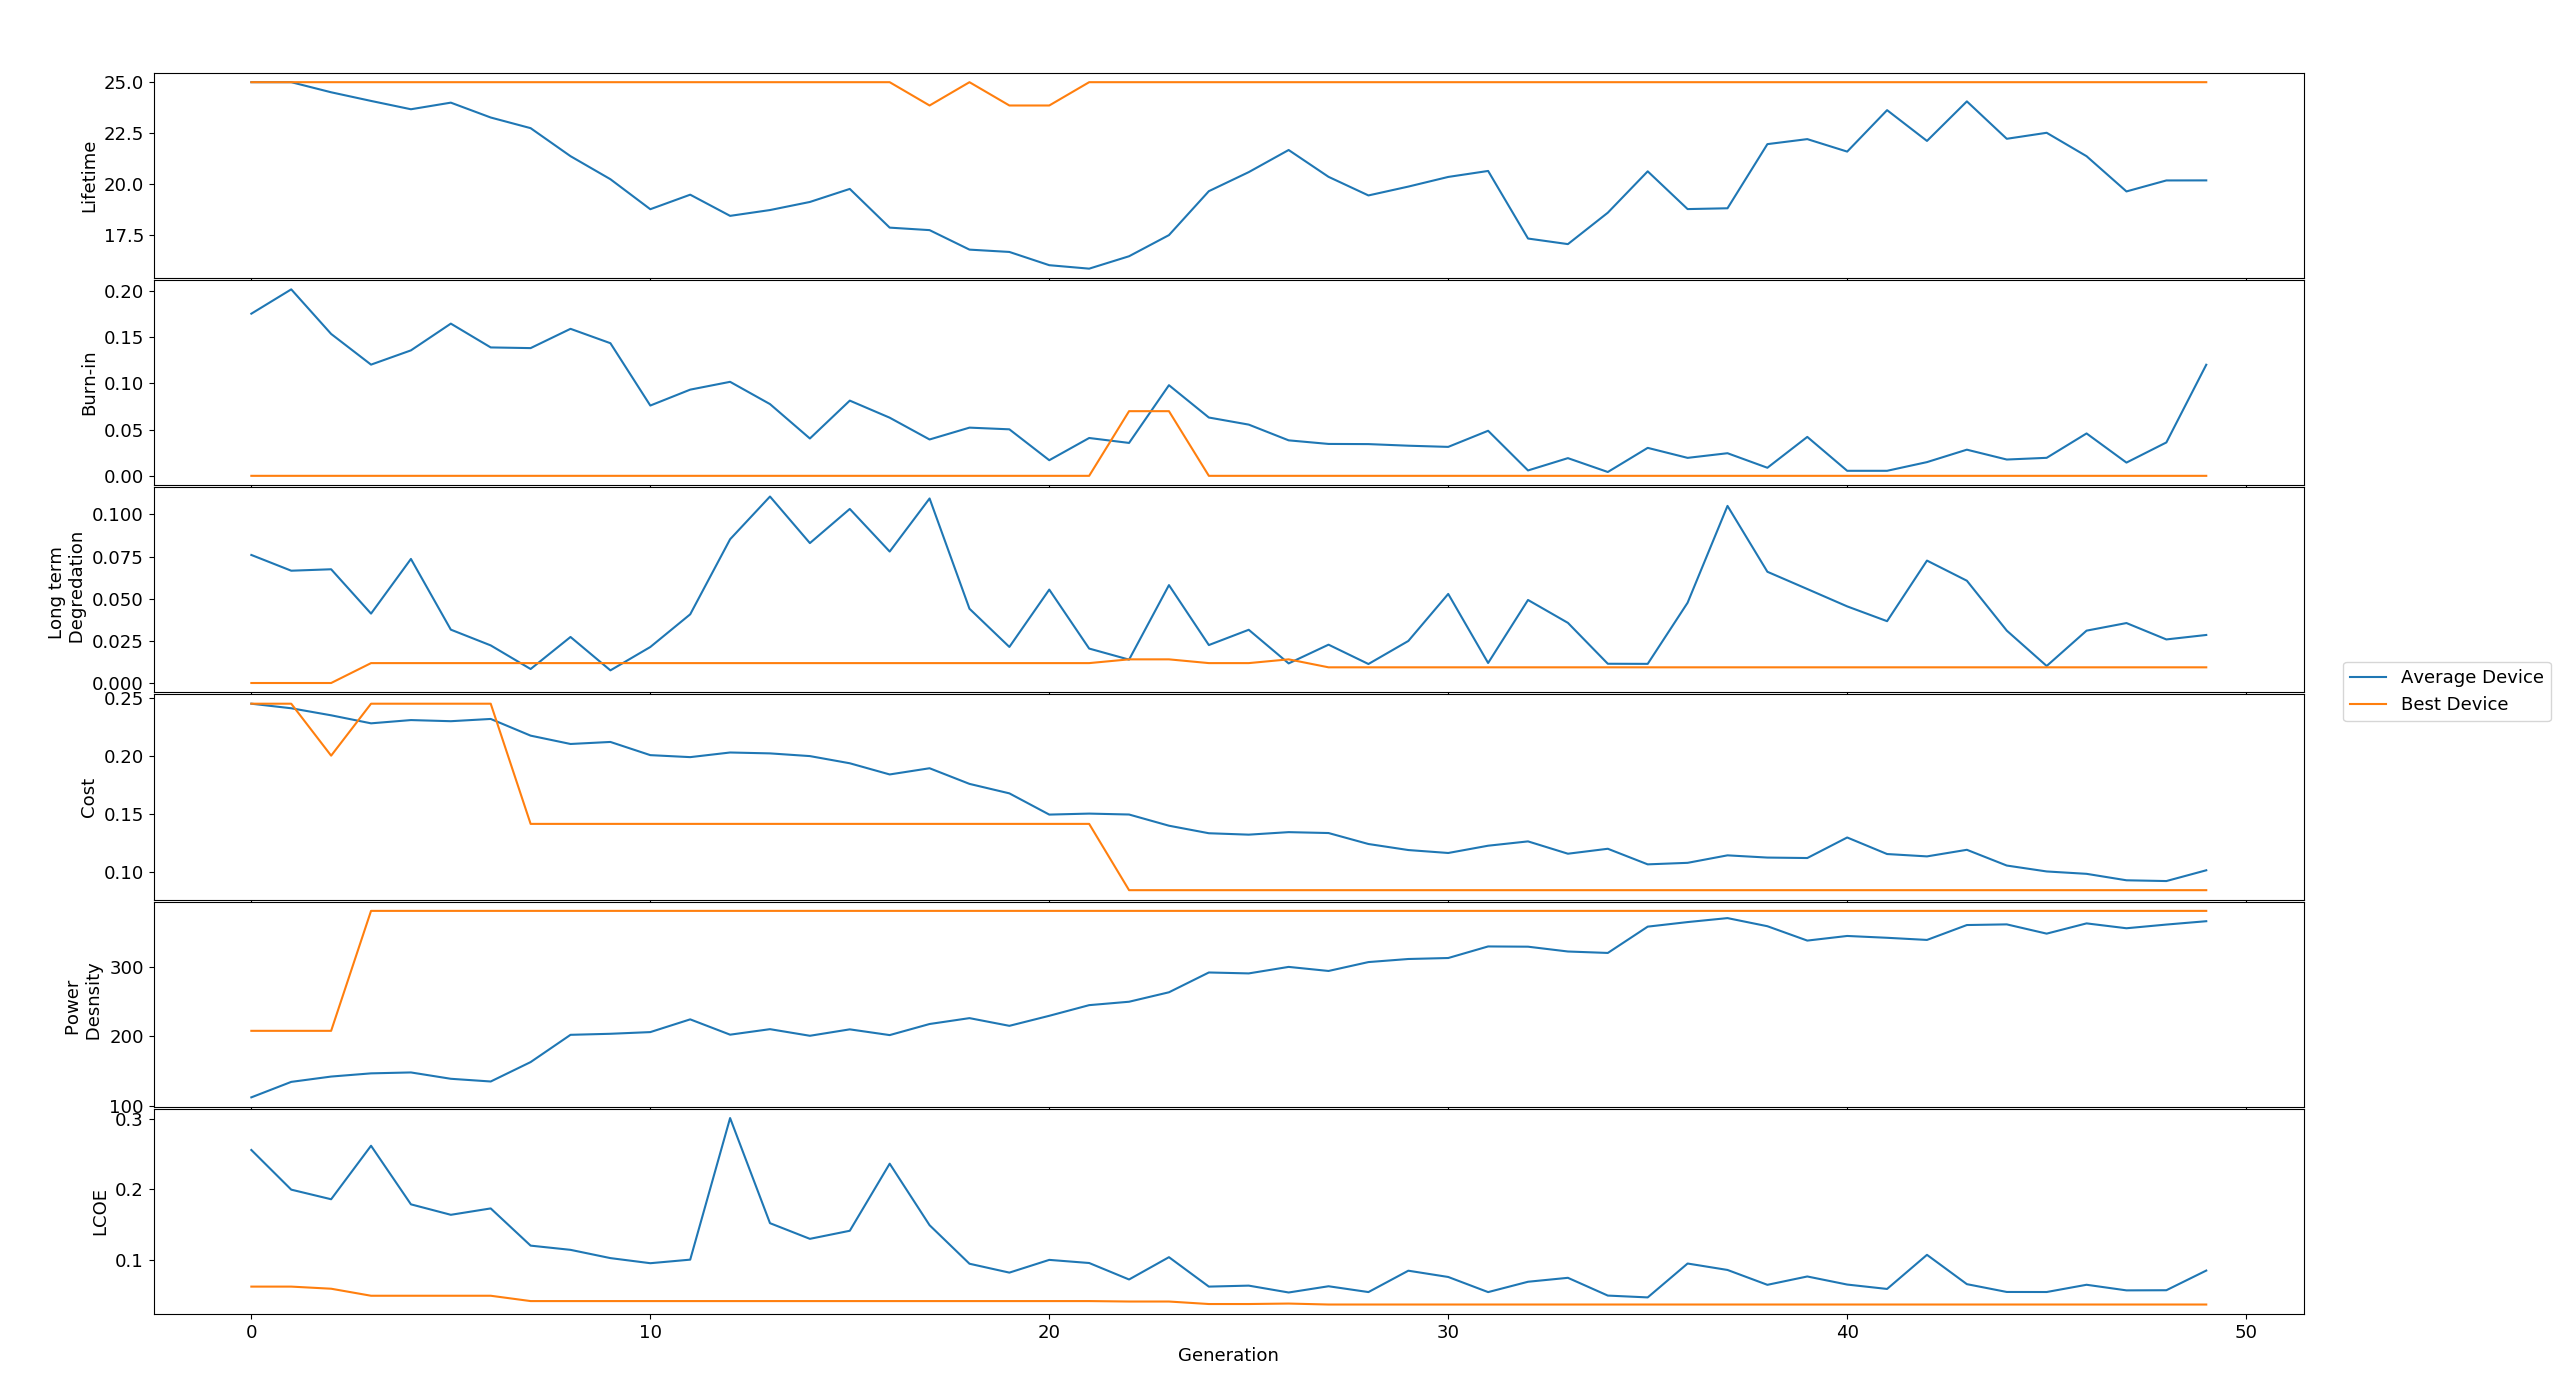 25.0
22.5
20.0
17.5
Lifetime
0.20
0.15
0.10
0.05
0.00
Burn-in
0.100
0.075
0.050
0.025
0.000
Long term
Degredation
0.25
0.20
0.15
0.10
Cost
300
200
100
Power
Desnsity
0.3
0.2
0.1
LCOE
0 10 20 30 40 50
Generation
Average Device
Best Device